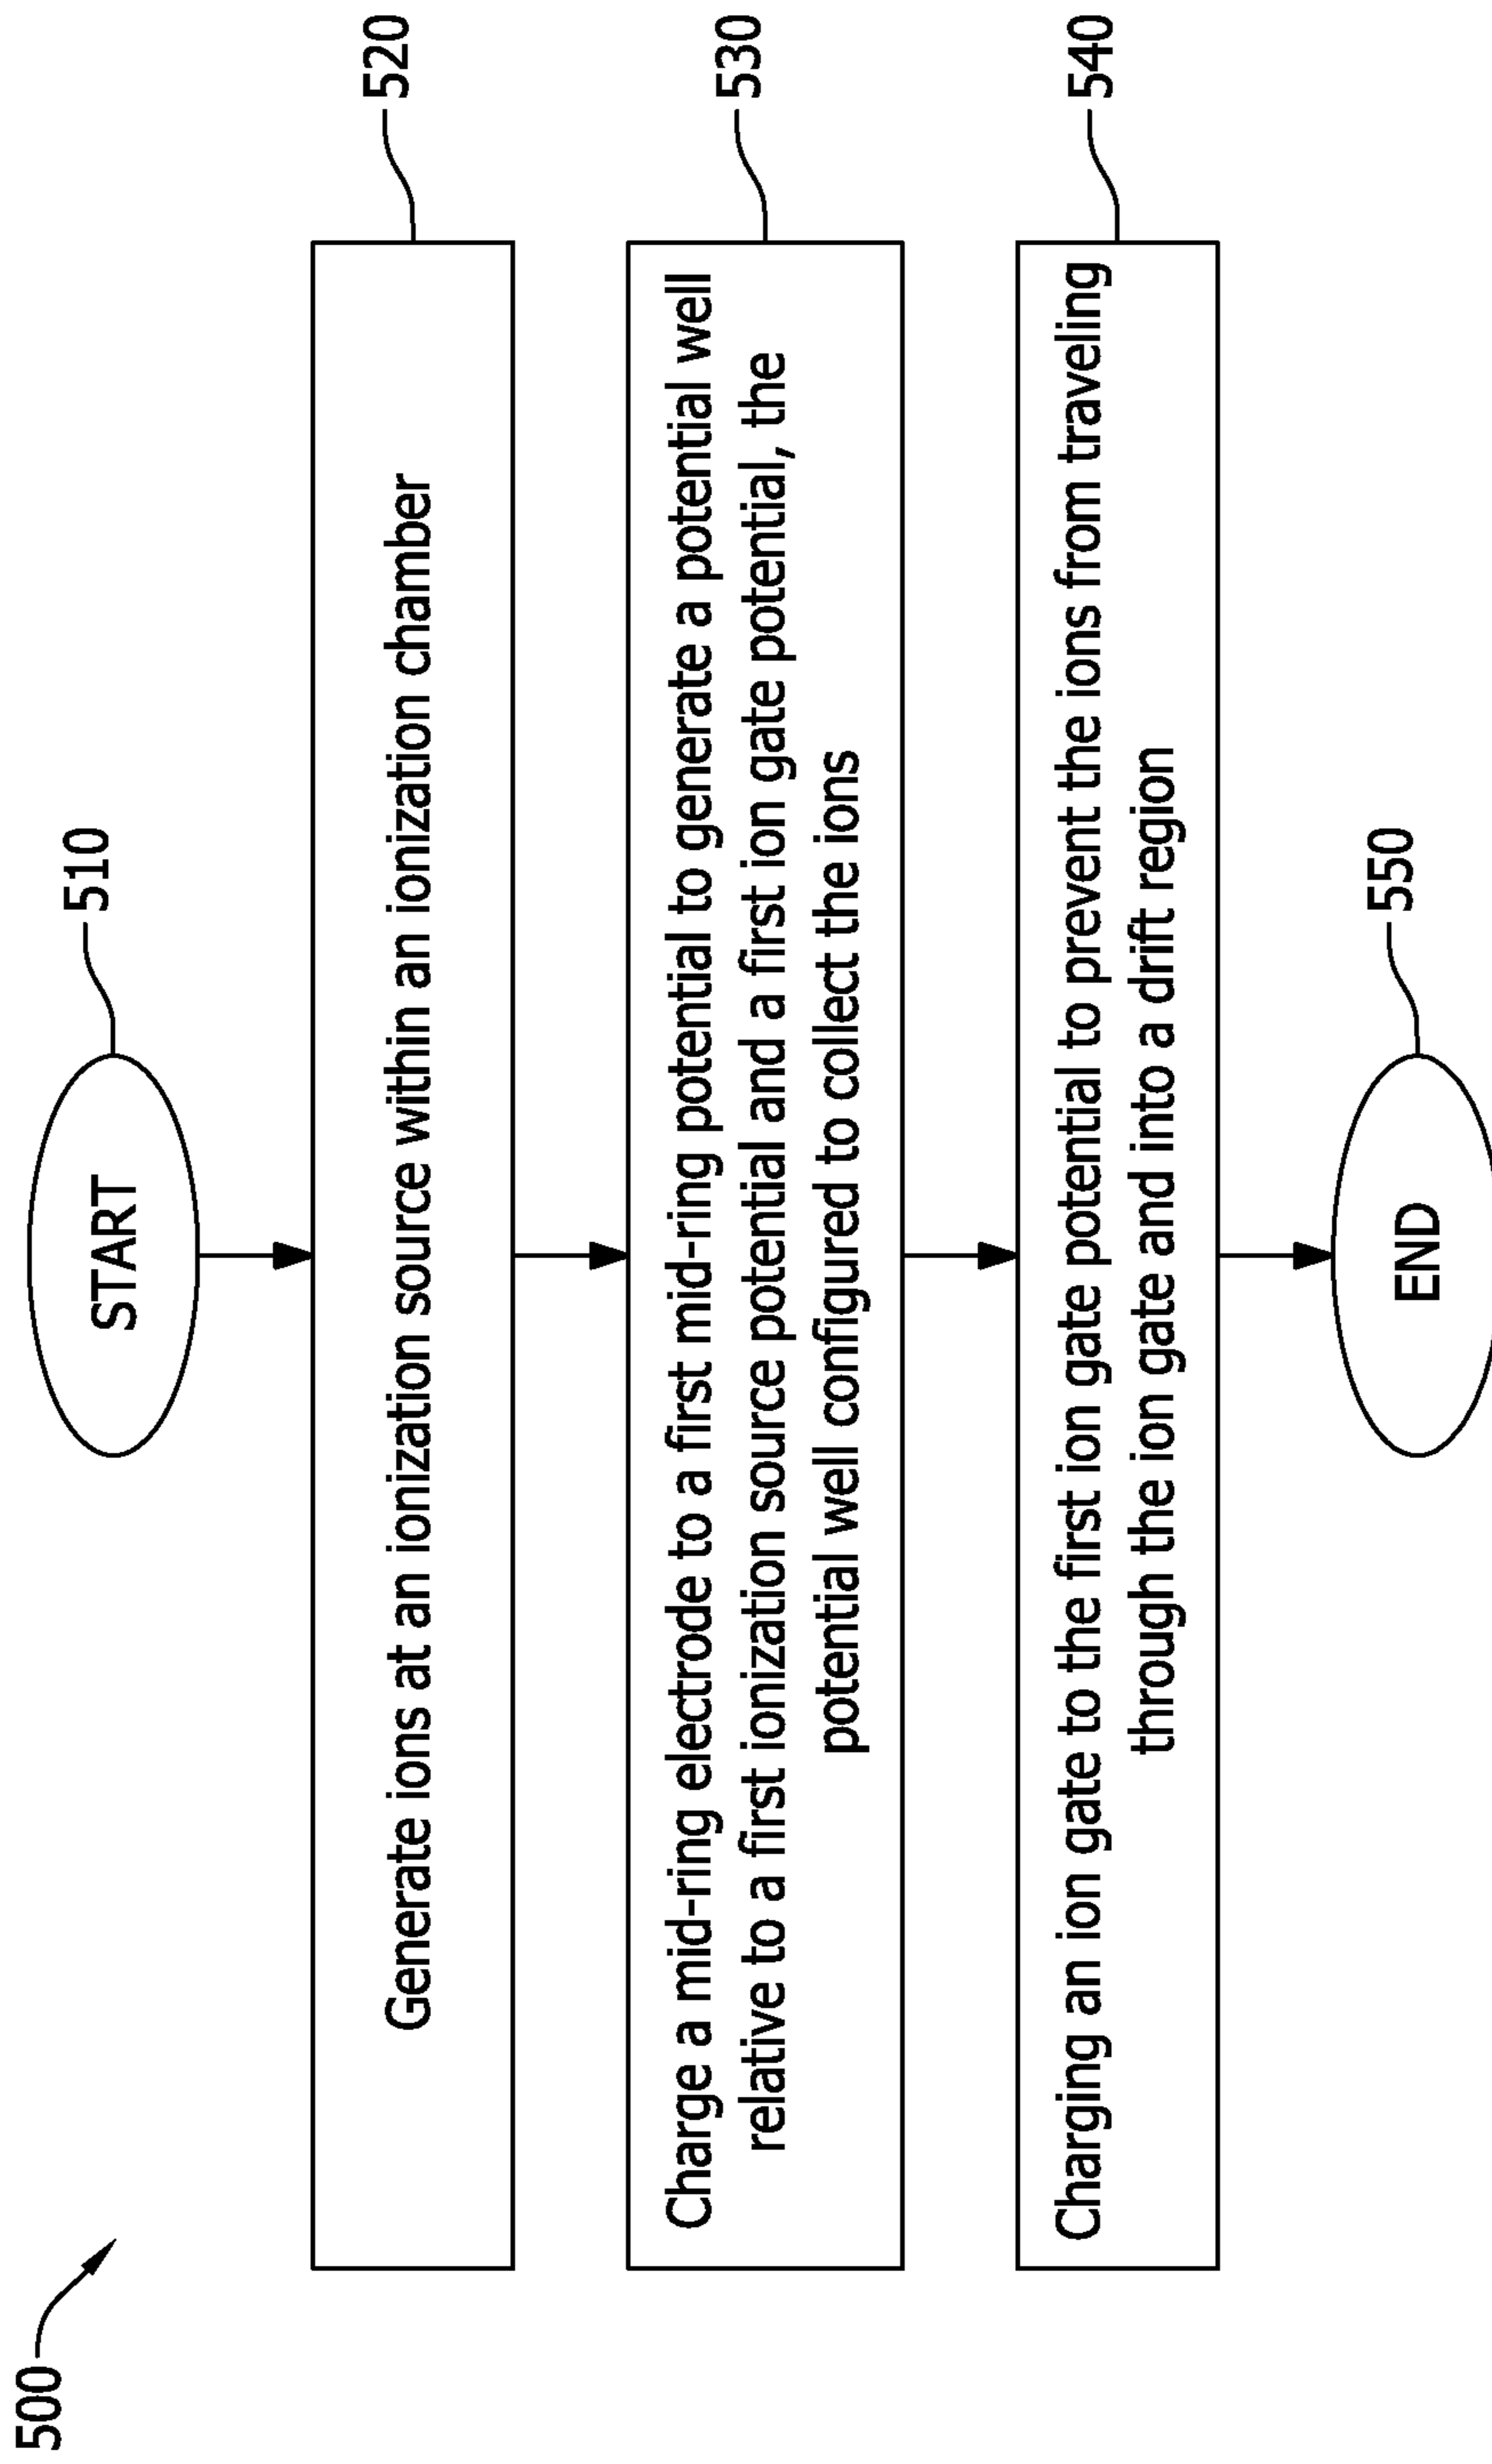 500
START
510
Generate ions at an ionization source within an ionization chamber
520
Charge a mid-ring electrode to a first mid-ring potential to generate a potential well
relative to a first ionization source potential and a first ion gate potential, the
potential well configured to collect the ions
530
Charging an ion gate to the first ion gate potential to prevent the ions from traveling
through the ion gate and into a drift region
540
END
550